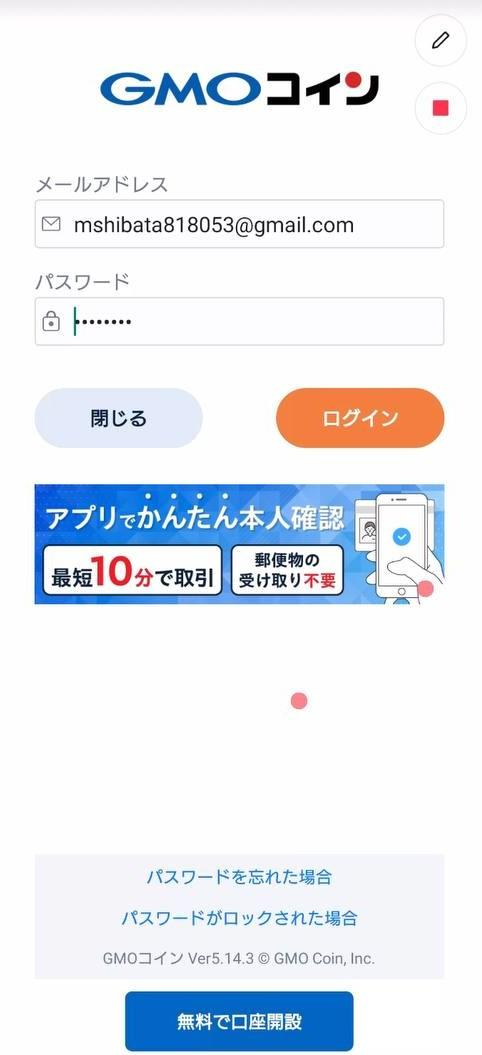 GMOコイン
メールアドレス
mshibata818053@gmail.com
パスワード
••••••••
閉じる
ログイン
アプリでかんたん本人確認
最短10分で取引
郵便物の
受け取り不要
パスワードを忘れた場合
パスワードがロックされた場合
GMOコイン Ver5.14.3 © GMO Coin, Inc.
無料で口座開設